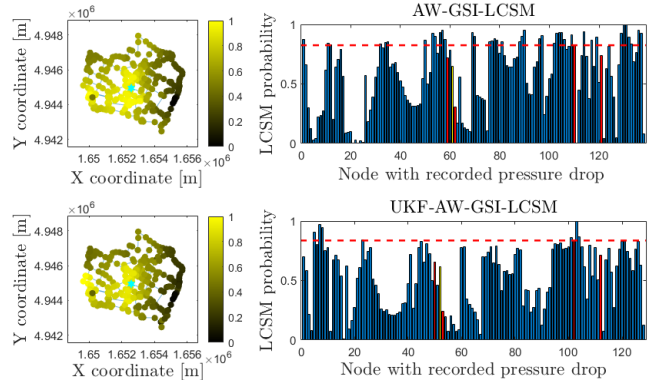 AW-GSI-LCSM
×10⁶
4.948
4.946
4.944
4.942
Y coordinate [m]
1.65 1.652 1.654 1.656
×10⁶
X coordinate [m]
1
0.8
0.6
0.4
0.2
0
LCSM probability
1
0.5
0
0 20 40 60 80 100 120
Node with recorded pressure drop
UKF-AW-GSI-LCSM
×10⁶
4.948
4.946
4.944
4.942
Y coordinate [m]
1.65 1.652 1.654 1.656
×10⁶
X coordinate [m]
1
0.8
0.6
0.4
0.2
0
LCSM probability
1
0.5
0
0 20 40 60 80 100 120
Node with recorded pressure drop